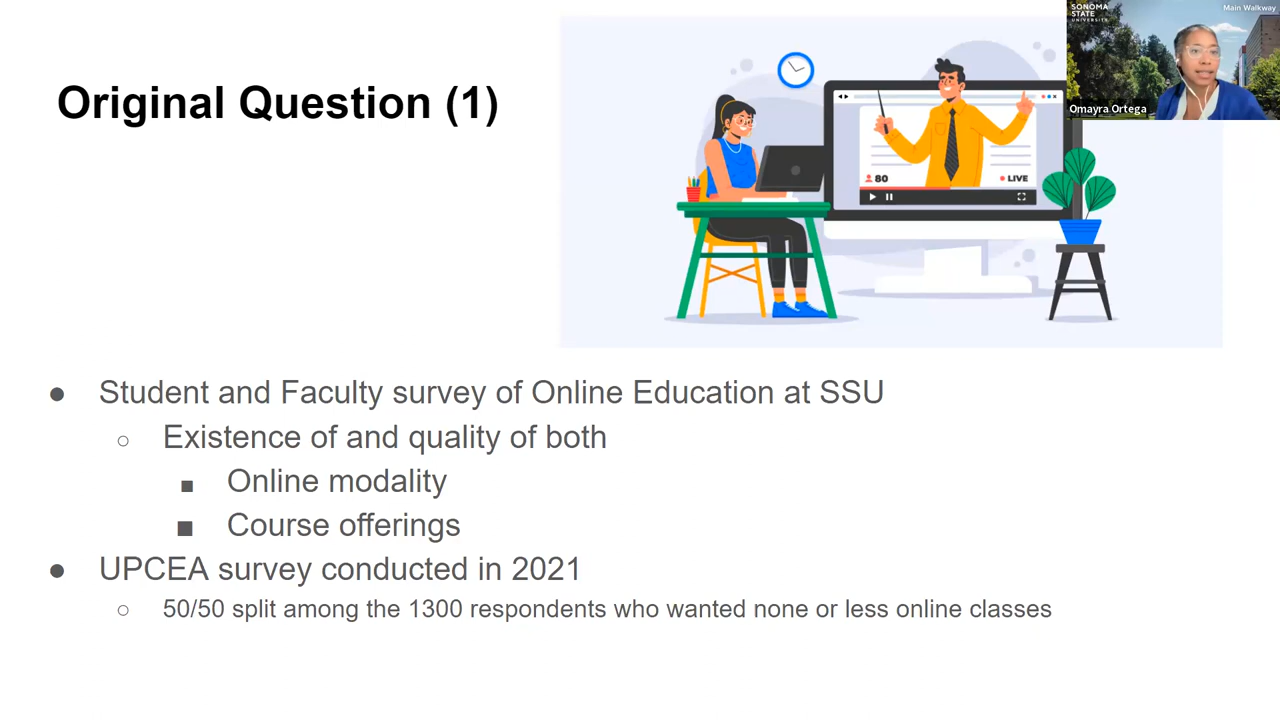 Original Question (1)
80
LIVE
SONOMA
STATE
UNIVERSITY
Main Walkway
Omayra Ortega
● Student and Faculty survey of Online Education at SSU
○ Existence of and quality of both
■ Online modality
■ Course offerings
● UPCEA survey conducted in 2021
○ 50/50 split among the 1300 respondents who wanted none or less online classes